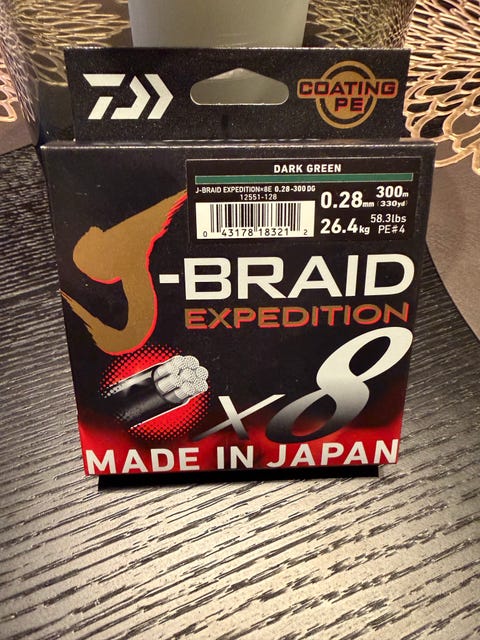 COATING
PE
DARK GREEN
J-BRAID EXPEDITION×8E 0.28-300 DG
12551-128
0 43178 18321 2
0.28mm 300m
(330yd)
26.4kg 58.3lbs
PE#4
J-BRAID
EXPEDITION
x8
MADE IN JAPAN